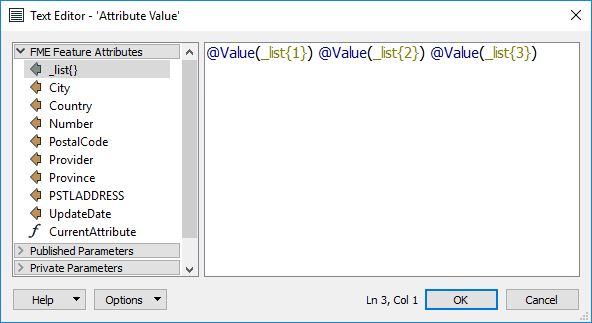 Text Editor - 'Attribute Value'
FME Feature Attributes
_list{}
City
Country
Number
PostalCode
Provider
Province
PSTLADDRESS
UpdateDate
f CurrentAttribute
Published Parameters
Private Parameters
@Value(_list{1}) @Value(_list{2}) @Value(_list{3})
Help Options Ln 3, Col 1 OK Cancel